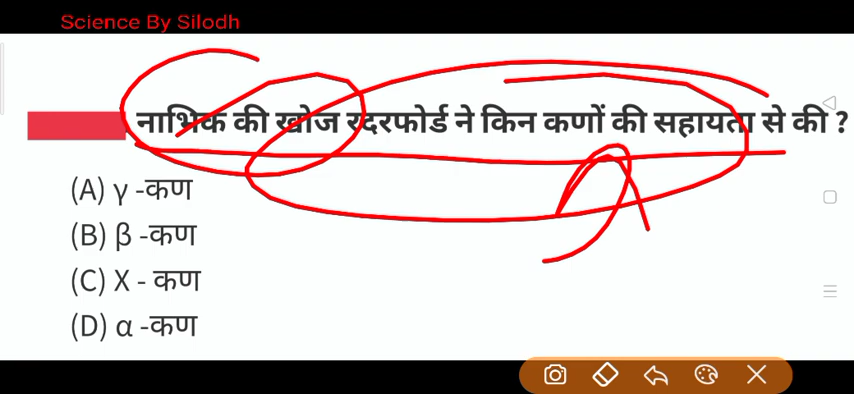 Science By Silodh
नाभिक की खोज रदरफोर्ड ने किन कणों की सहायता से की ?
(A) γ -कण
(B) β -कण
(C) X - कण
(D) α -कण